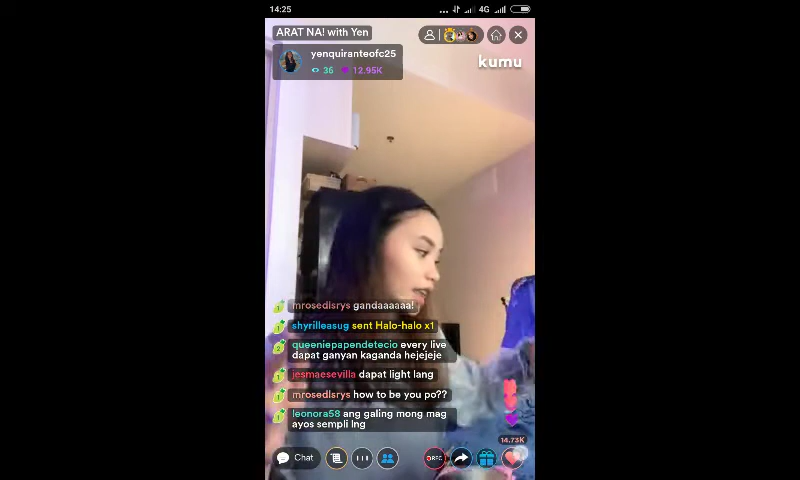 14:25
4G
ARAT NA! with Yen
yenquiranteofc25
36 12.95K
kumu
mrosedlsrys gandaaaaaa!
shyrilleasug sent Halo-halo x1
queeniepapendetecio every live
dapat ganyan kaganda hejejeje
jesmaesevilla dapat light lang
mrosedlsrys how to be you po??
leonora58 ang galing mong mag
ayos sempli lng
14.73K
Chat